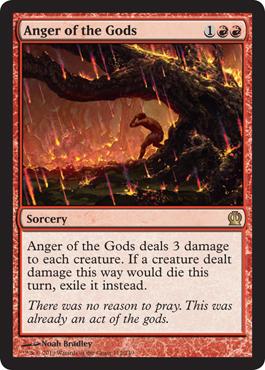 Anger of the Gods 1
Sorcery
Anger of the Gods deals 3 damage
to each creature. If a creature dealt
damage this way would die this
turn, exile it instead.
There was no reason to pray. This was
already an act of the gods.
Noah Bradley